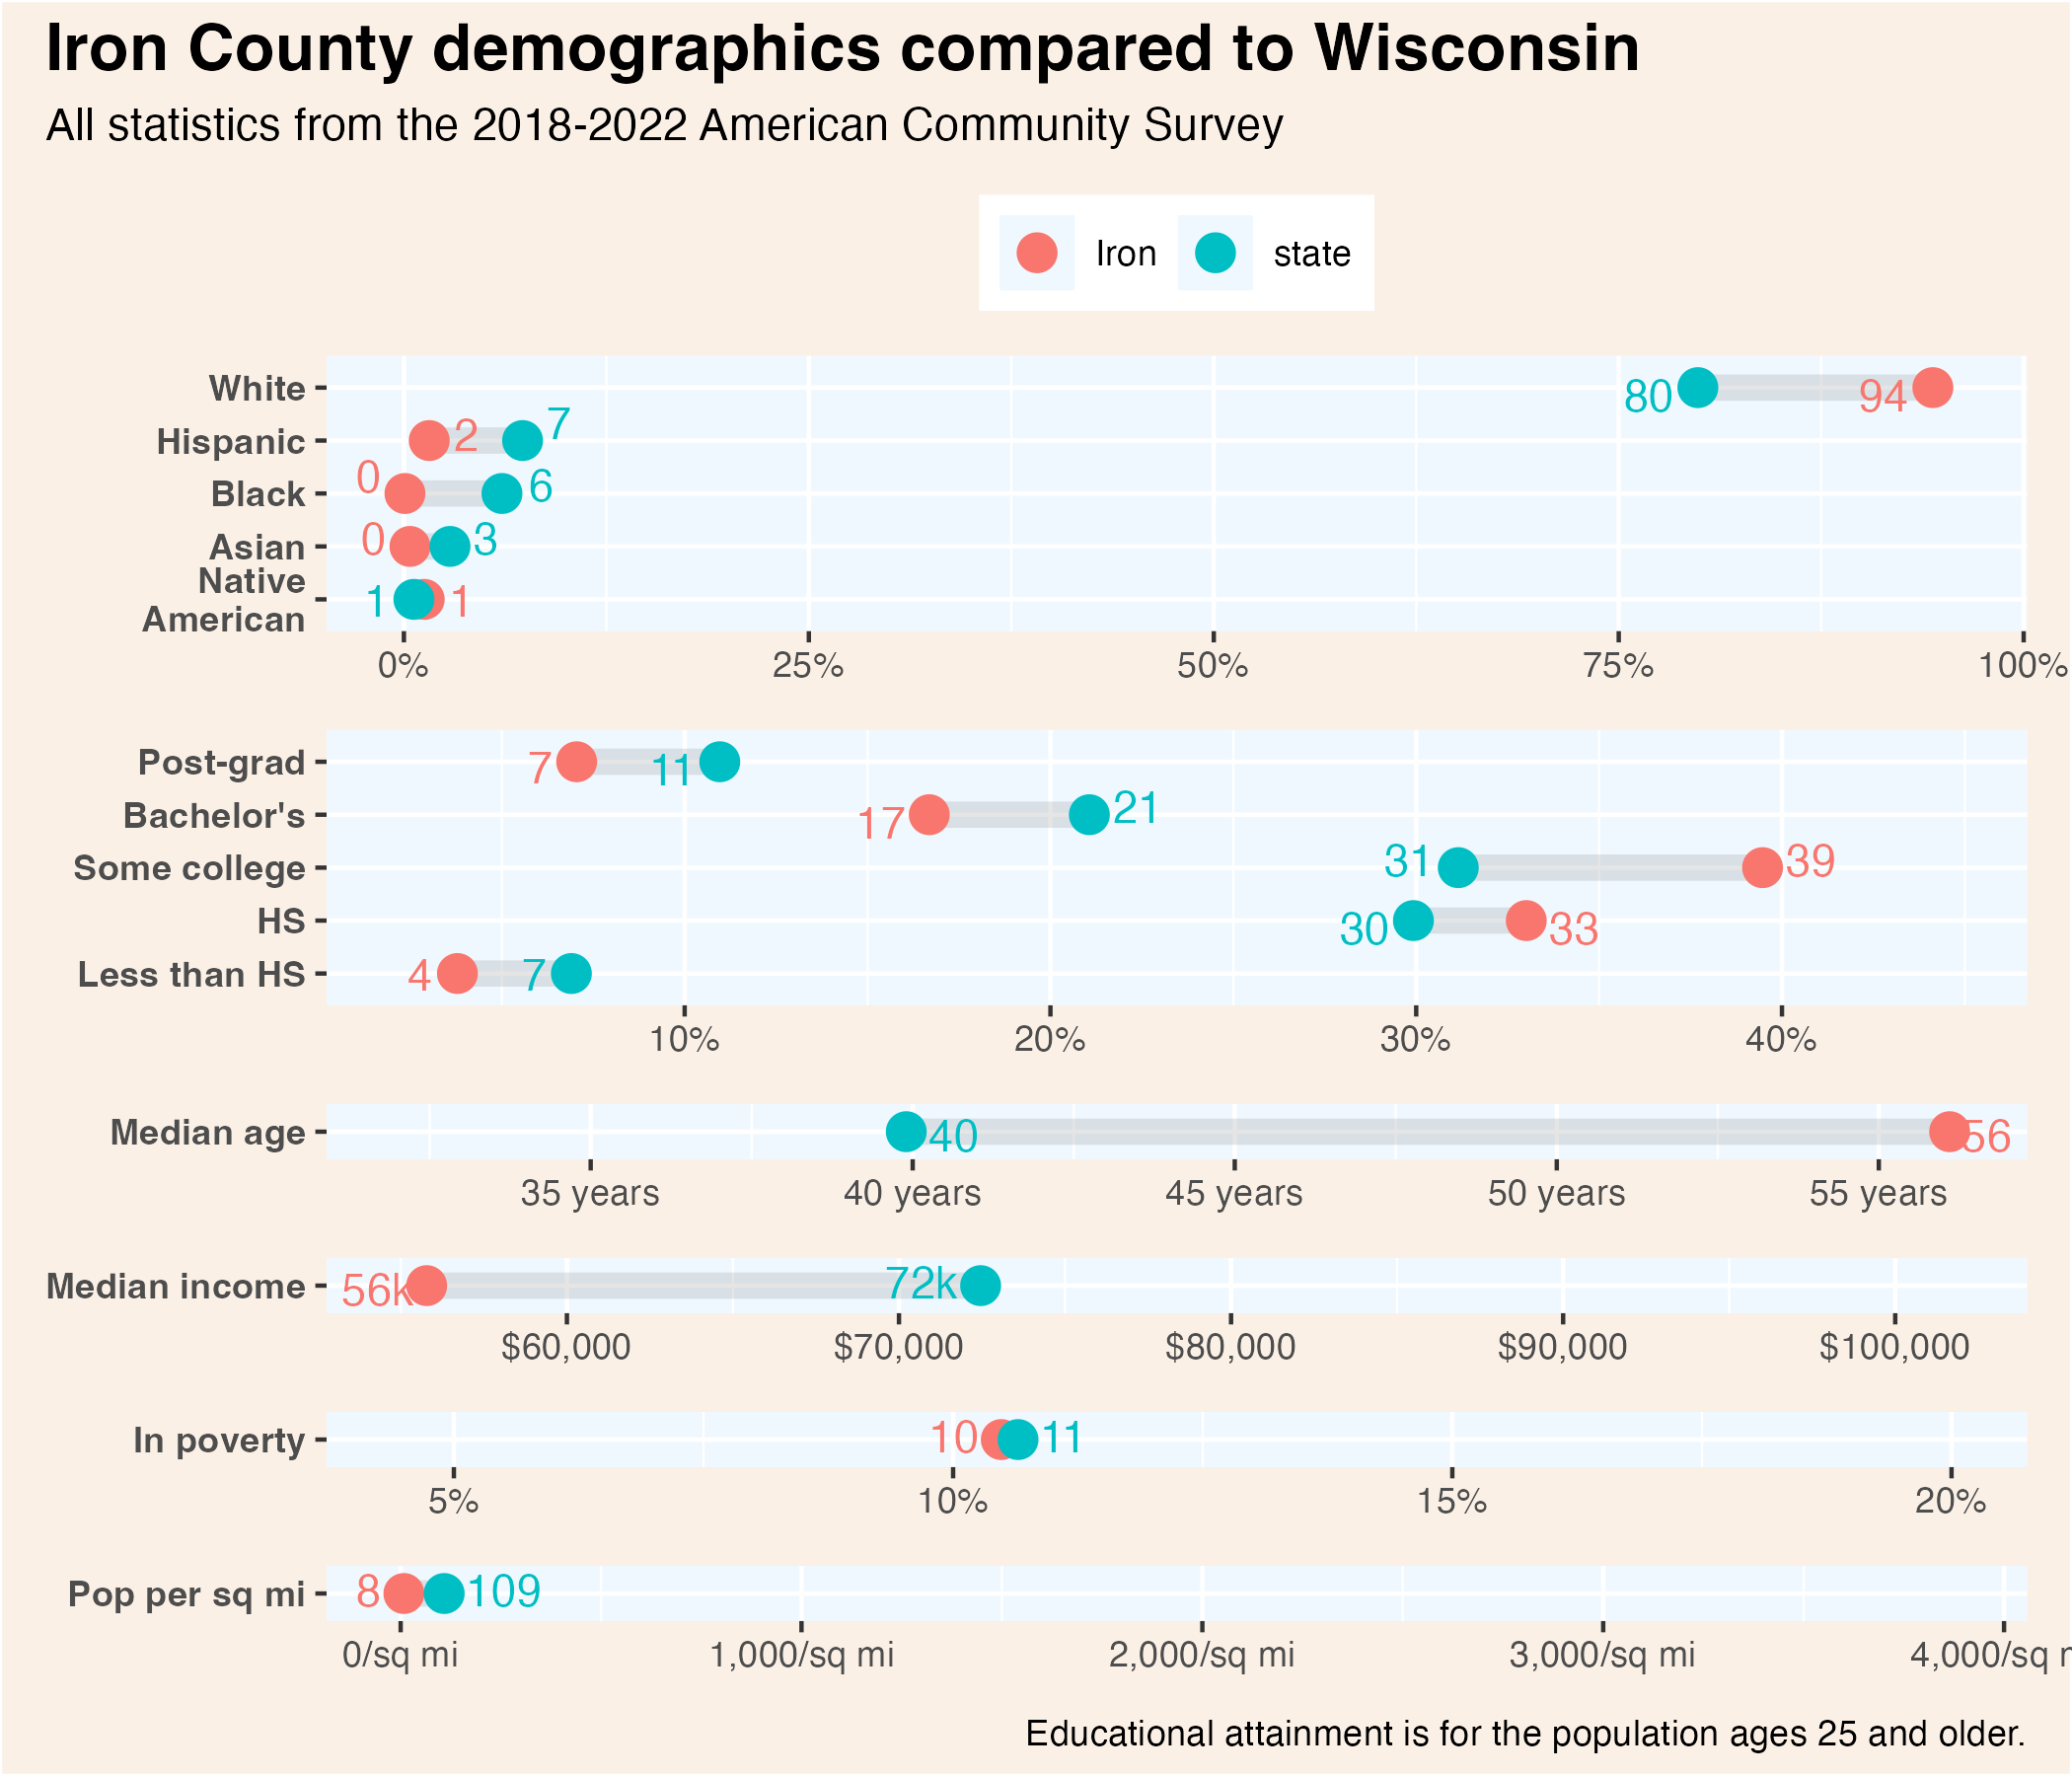 Iron County demographics compared to Wisconsin
All statistics from the 2018-2022 American Community Survey
Iron state
White 80 94
Hispanic 2 7
Black 0 6
Asian 0 3
Native
American 1 1
0% 25% 50% 75% 100%
Post-grad 7 11
Bachelor's 17 21
Some college 31 39
HS 30 33
Less than HS 4 7
10% 20% 30% 40%
Median age 40 56
35 years 40 years 45 years 50 years 55 years
Median income 56k 72k
$60,000 $70,000 $80,000 $90,000 $100,000
In poverty 10 11
5% 10% 15% 20%
Pop per sq mi 8 109
0/sq mi 1,000/sq mi 2,000/sq mi 3,000/sq mi 4,000/sq
Educational attainment is for the population ages 25 and older.